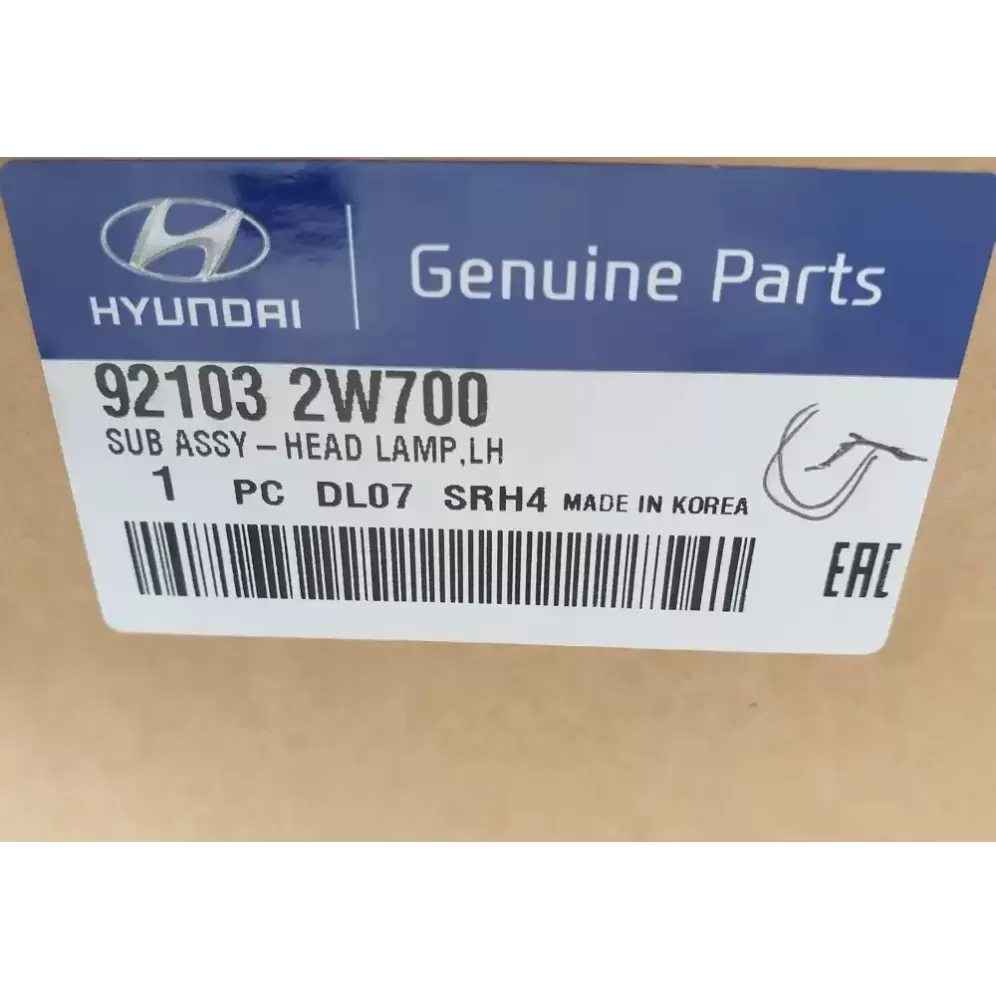 HYUNDAI
Genuine Parts
92103 2W700
SUB ASSY – HEAD LAMP,LH
1 PC DL07 SRH4 MADE IN KOREA
EAC